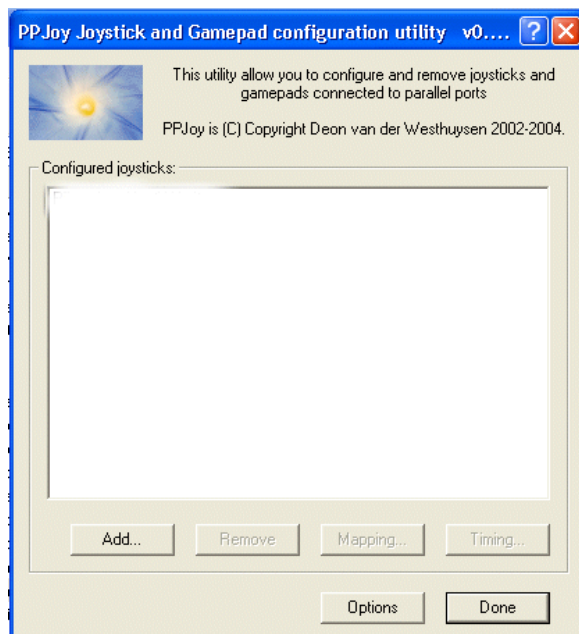 PPJoy Joystick and Gamepad configuration utility v0....
This utility allow you to configure and remove joysticks and
gamepads connected to parallel ports
PPJoy is (C) Copyright Deon van der Westhuysen 2002-2004.
Configured joysticks:
Add...
Remove
Mapping...
Timing...
Options
Done